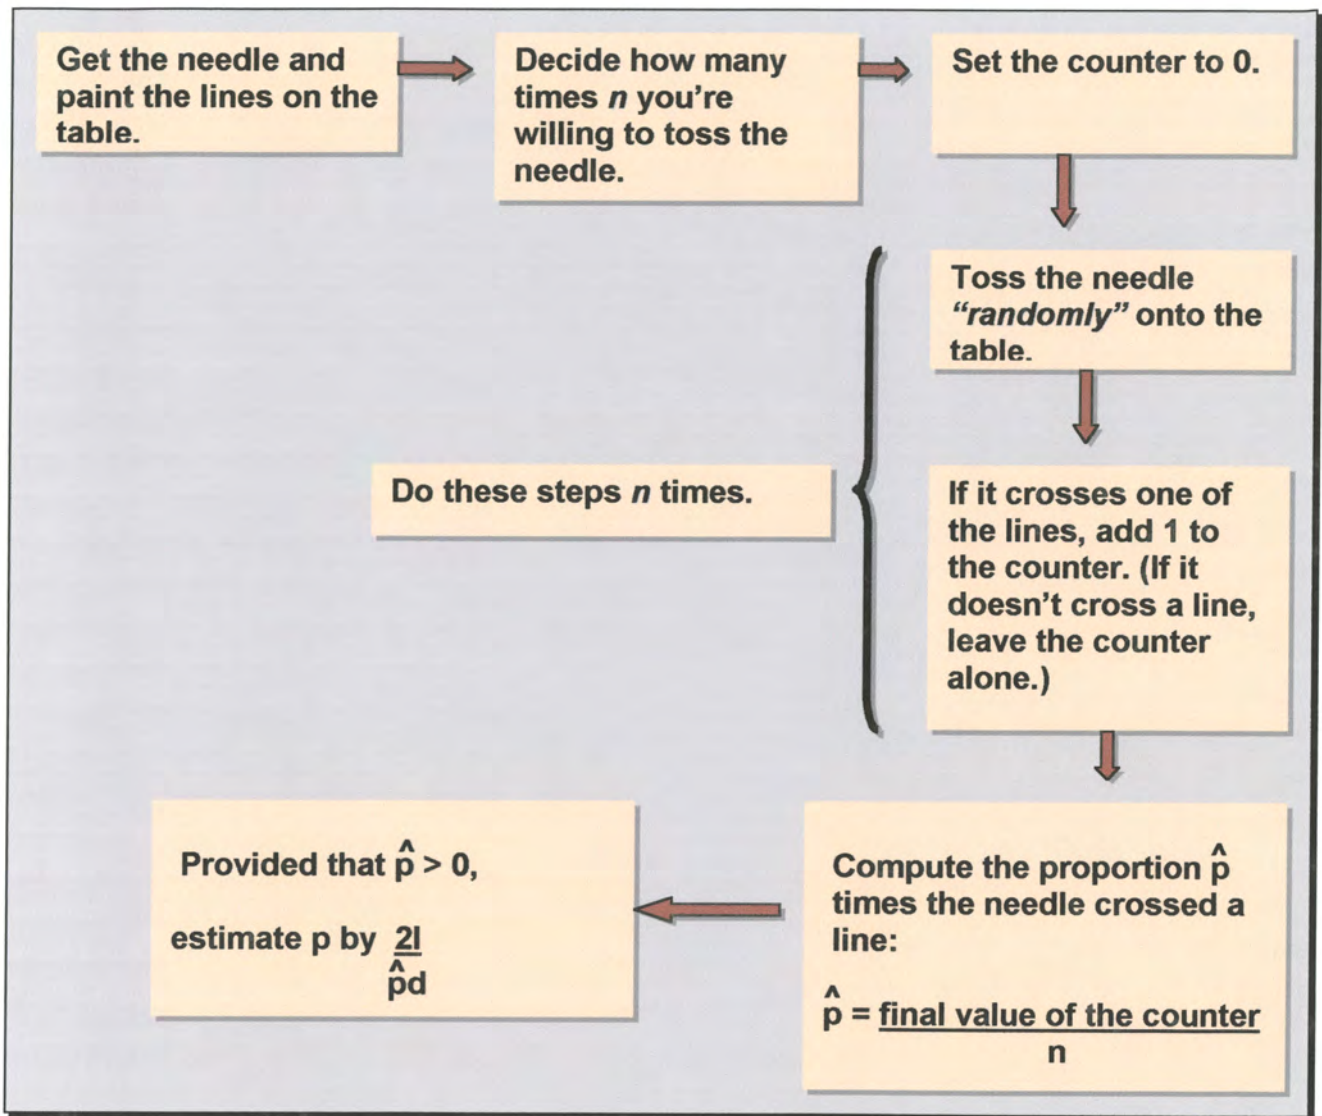 Get the needle and
paint the lines on the
table.
Decide how many
times n you're
willing to toss the
needle.
Set the counter to 0.
Toss the needle
“randomly” onto the
table.
Do these steps n times.
If it crosses one of
the lines, add 1 to
the counter. (If it
doesn't cross a line,
leave the counter
alone.)
Compute the proportion p̂
times the needle crossed a
line:
p̂ = final value of the counter
n
Provided that p̂ > 0,
estimate p by 2l
p̂d